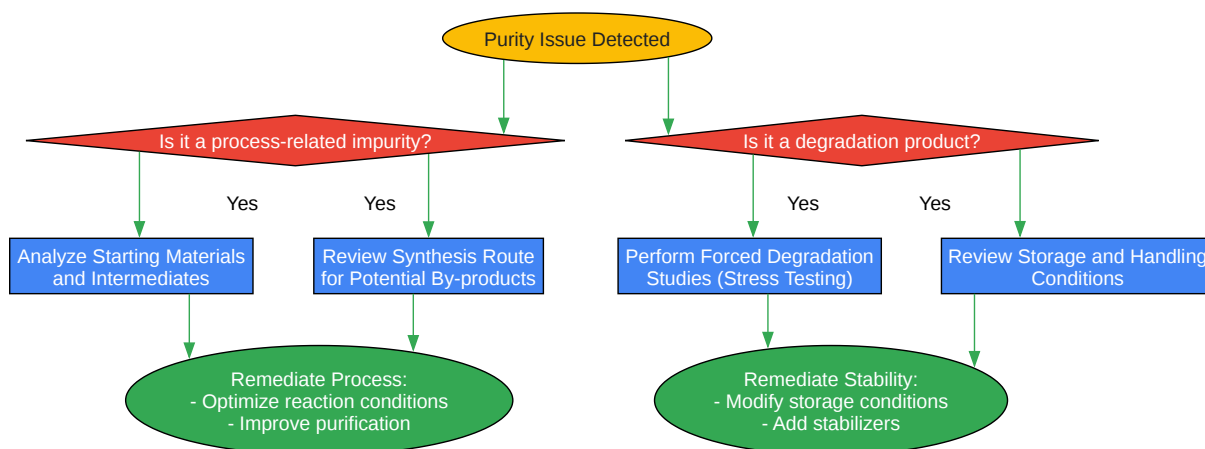 Purity Issue Detected
Is it a process-related impurity?
Is it a degradation product?
Yes
Yes
Yes
Yes
Analyze Starting Materials
and Intermediates
Review Synthesis Route
for Potential By-products
Perform Forced Degradation
Studies (Stress Testing)
Review Storage and Handling
Conditions
Remediate Process:
- Optimize reaction conditions
- Improve purification
Remediate Stability:
- Modify storage conditions
- Add stabilizers